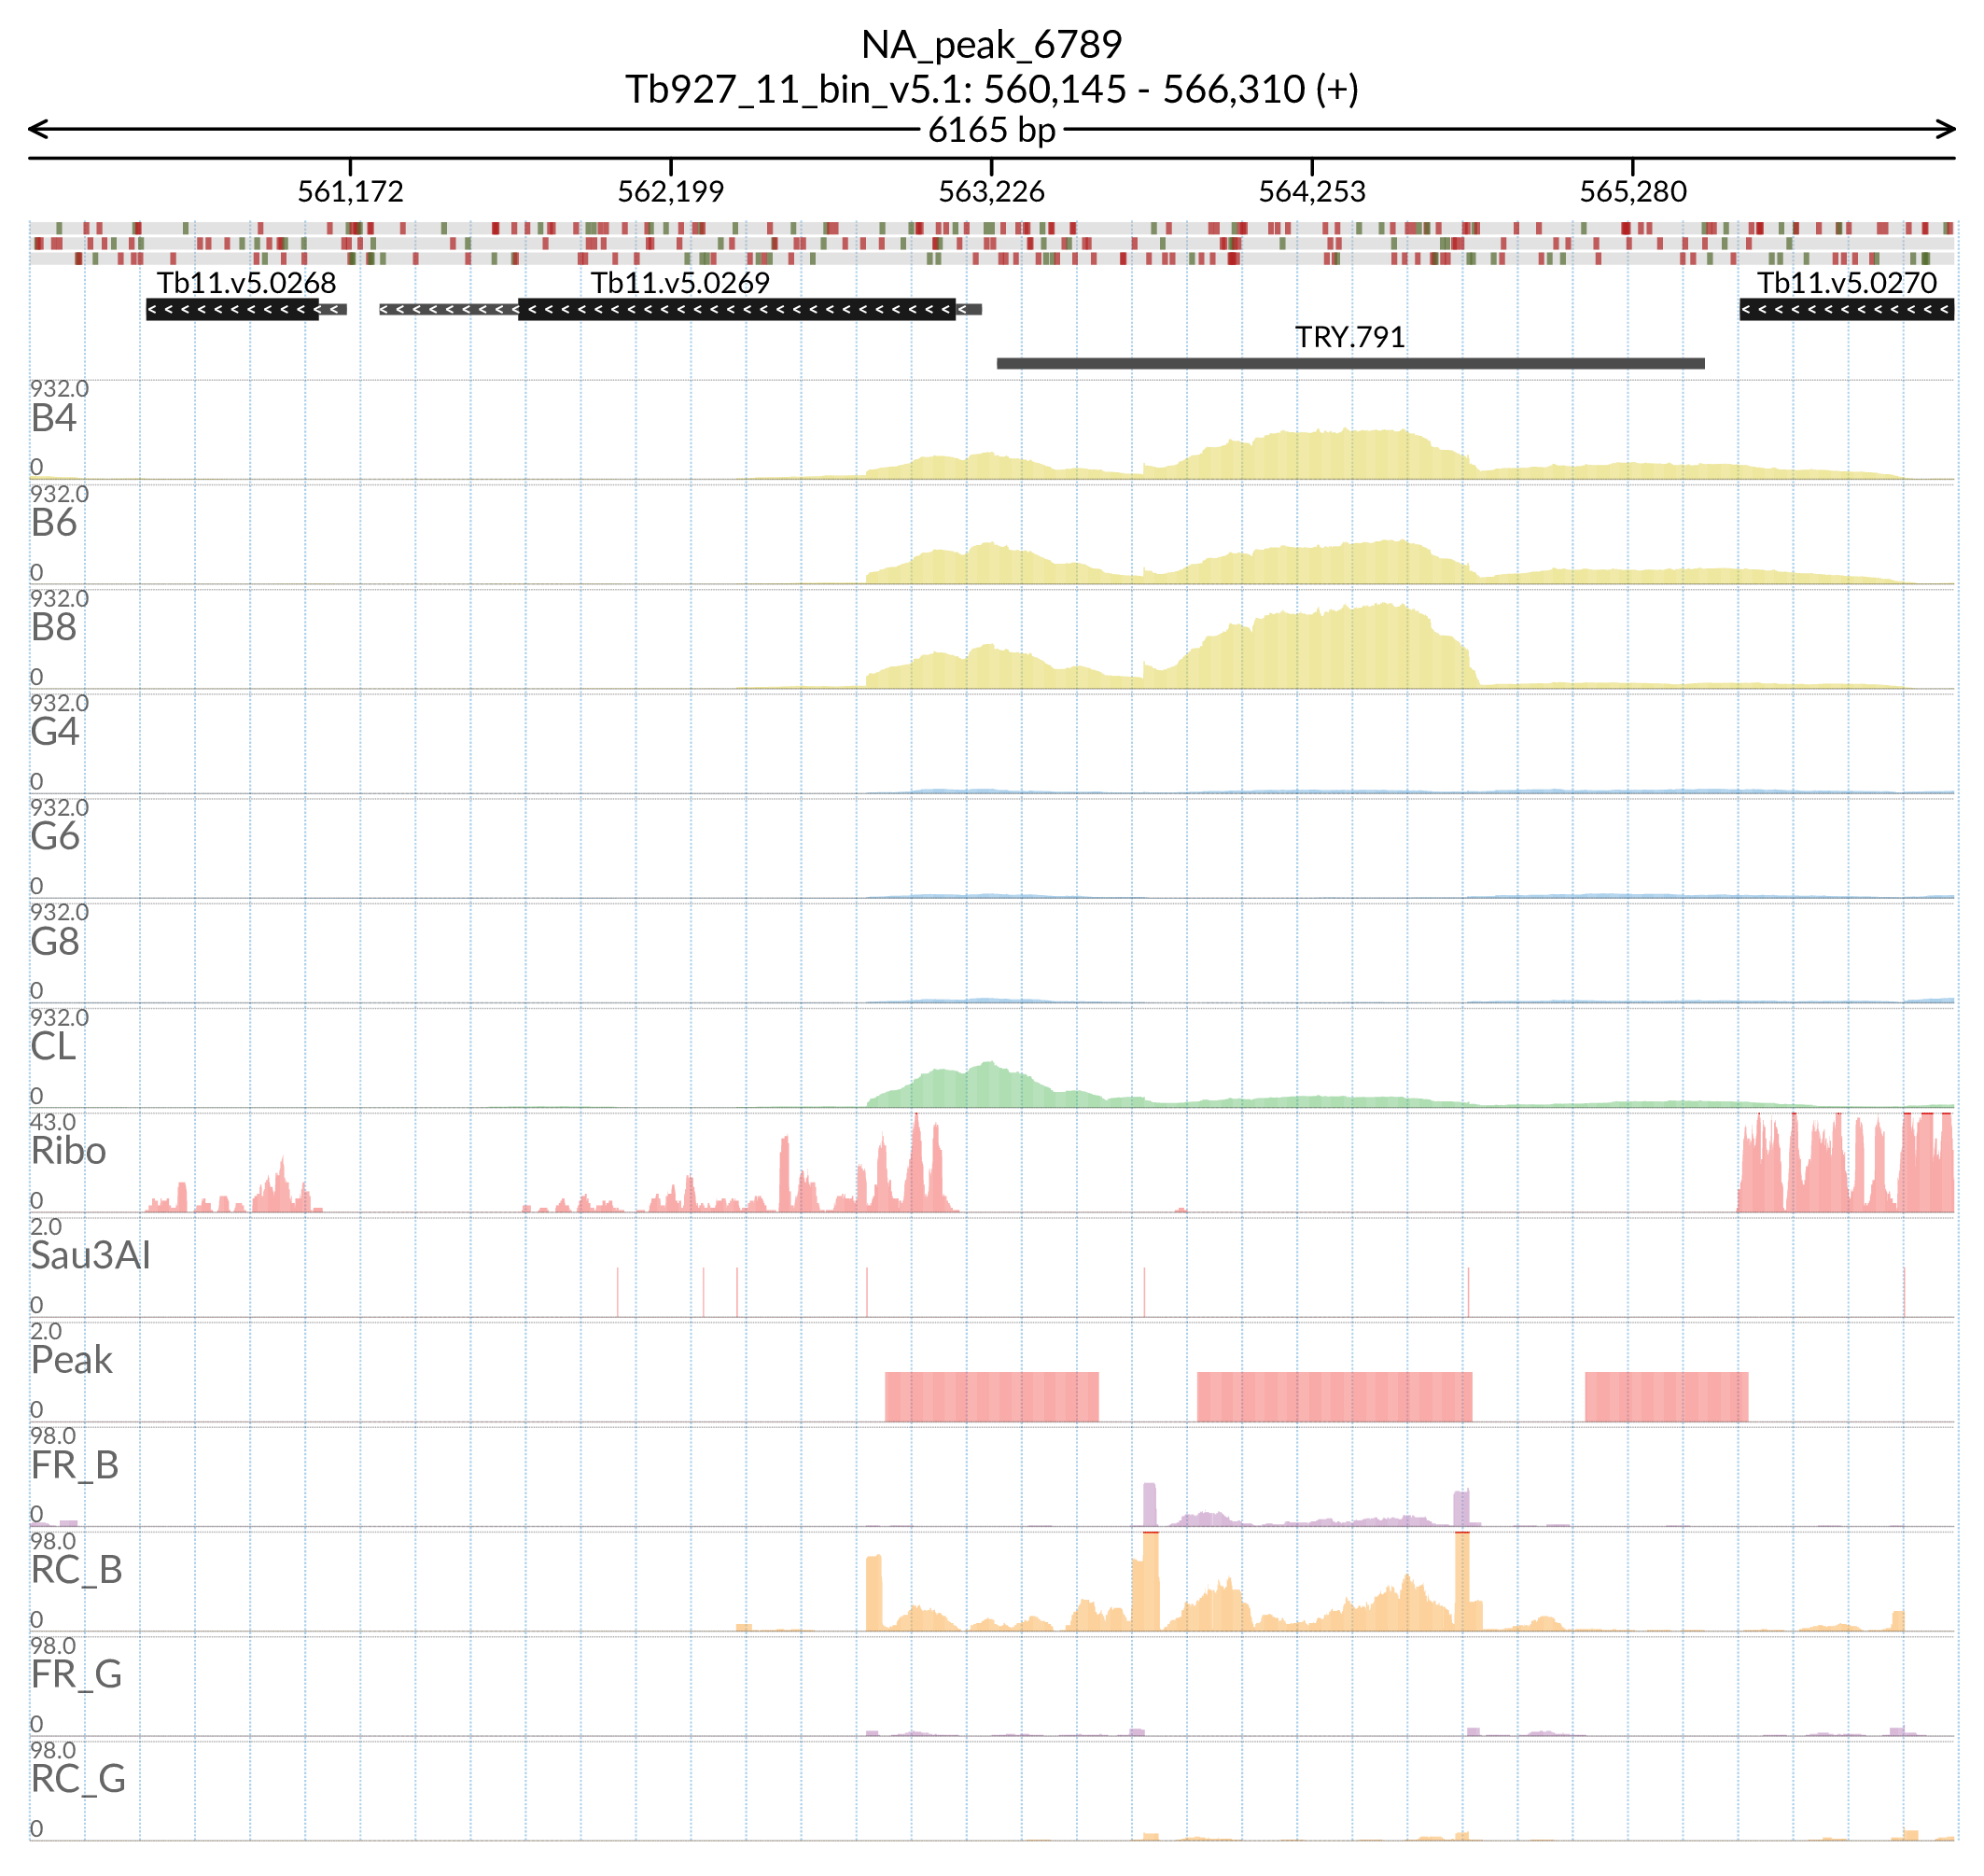 NA_peak_6789
Tb927_11_bin_v5.1: 560,145 - 566,310 (+)
6165 bp
561,172 562,199 563,226 564,253 565,280
Tb11.v5.0268 Tb11.v5.0269 Tb11.v5.0270
TRY.791
932.0
B4
0
932.0
B6
0
932.0
B8
0
932.0
G4
0
932.0
G6
0
932.0
G8
0
932.0
CL
0
43.0
Ribo
0
2.0
Sau3AI
0
2.0
Peak
0
98.0
FR_B
0
98.0
RC_B
0
98.0
FR_G
0
98.0
RC_G
0